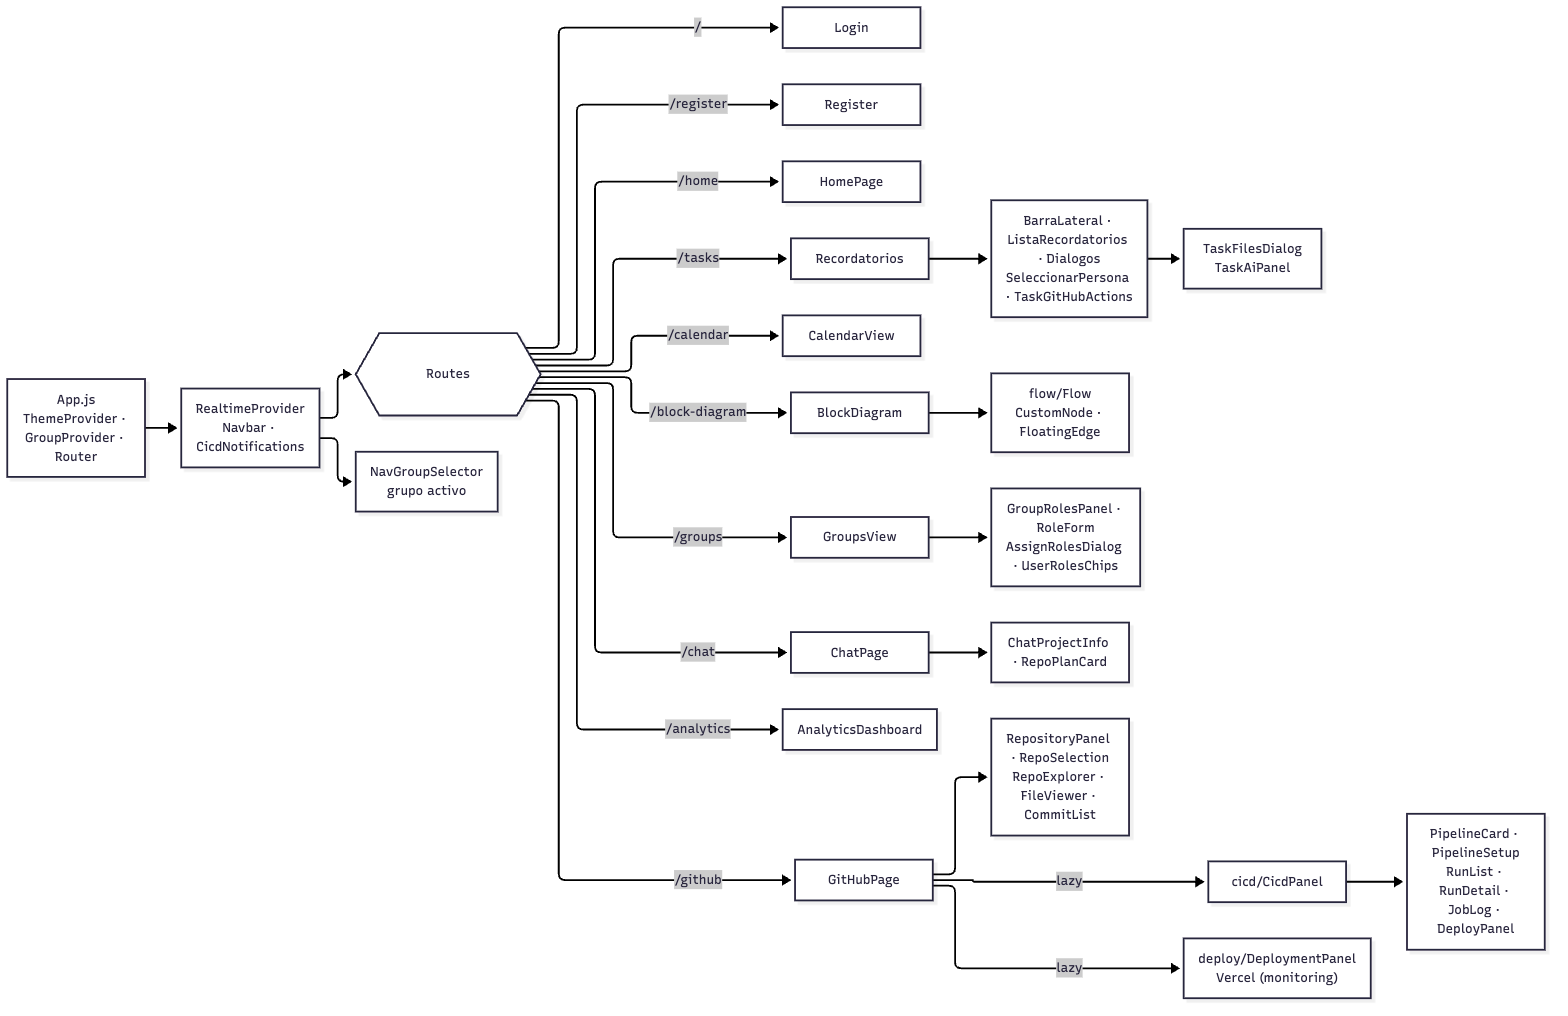 /
Login
/register
Register
/home
HomePage
/tasks
Recordatorios
BarraLateral ·
ListaRecordatorios
· Dialogos
SeleccionarPersona
· TaskGitHubActions
TaskFilesDialog
TaskAiPanel
/calendar
CalendarView
Routes
App.js
ThemeProvider ·
GroupProvider ·
Router
RealtimeProvider
Navbar ·
CicdNotifications
/block-diagram
BlockDiagram
flow/Flow
CustomNode ·
FloatingEdge
NavGroupSelector
grupo activo
/groups
GroupsView
GroupRolesPanel ·
RoleForm
AssignRolesDialog
· UserRolesChips
/chat
ChatPage
ChatProjectInfo
· RepoPlanCard
/analytics
AnalyticsDashboard
RepositoryPanel
· RepoSelection
RepoExplorer ·
FileViewer ·
CommitList
/github
GitHubPage
lazy
cicd/CicdPanel
PipelineCard ·
PipelineSetup
RunList ·
RunDetail ·
JobLog ·
DeployPanel
lazy
deploy/DeploymentPanel
Vercel (monitoring)